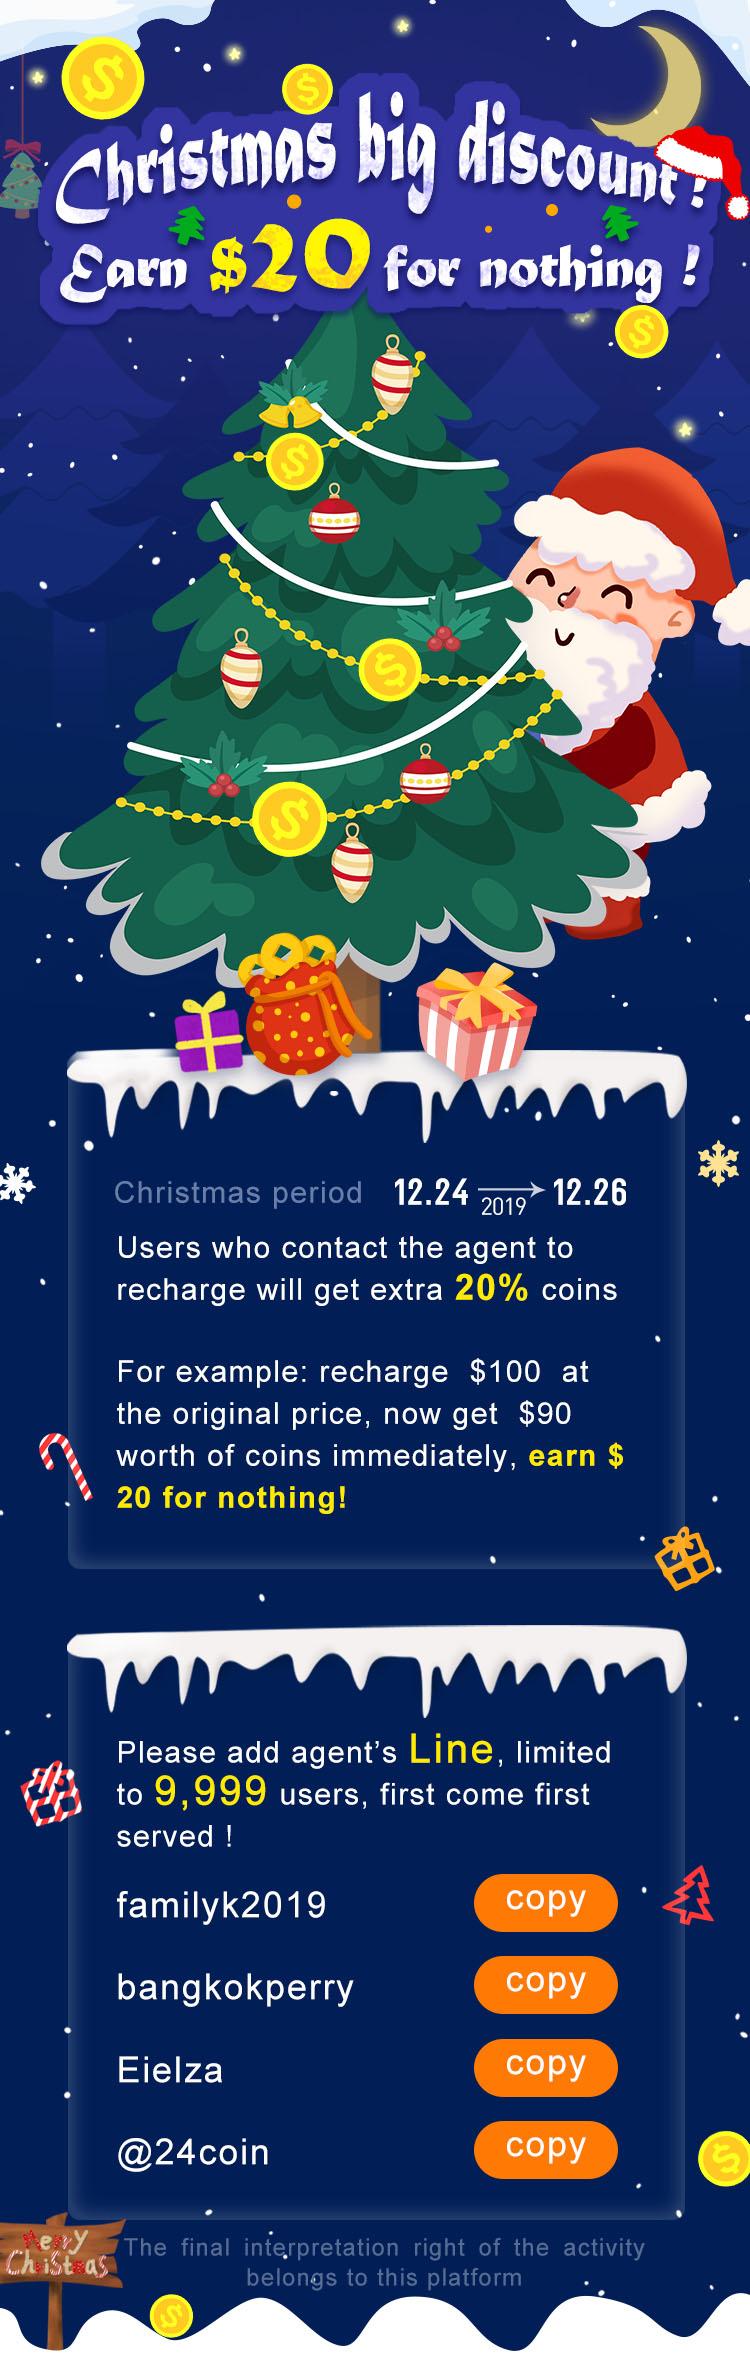 Christmas big discount!
Earn $20 for nothing !
Christmas period 12.24 2019 12.26
Users who contact the agent to
recharge will get extra 20% coins
For example: recharge $100 at
the original price, now get $90
worth of coins immediately, earn $
20 for nothing!
Please add agent's Line, limited
to 9,999 users, first come first
served !
familyk2019 copy
bangkokperry copy
Eielza copy
@24coin copy
Merry
Christmas
The final interpretation right of the activity
belongs to this platform